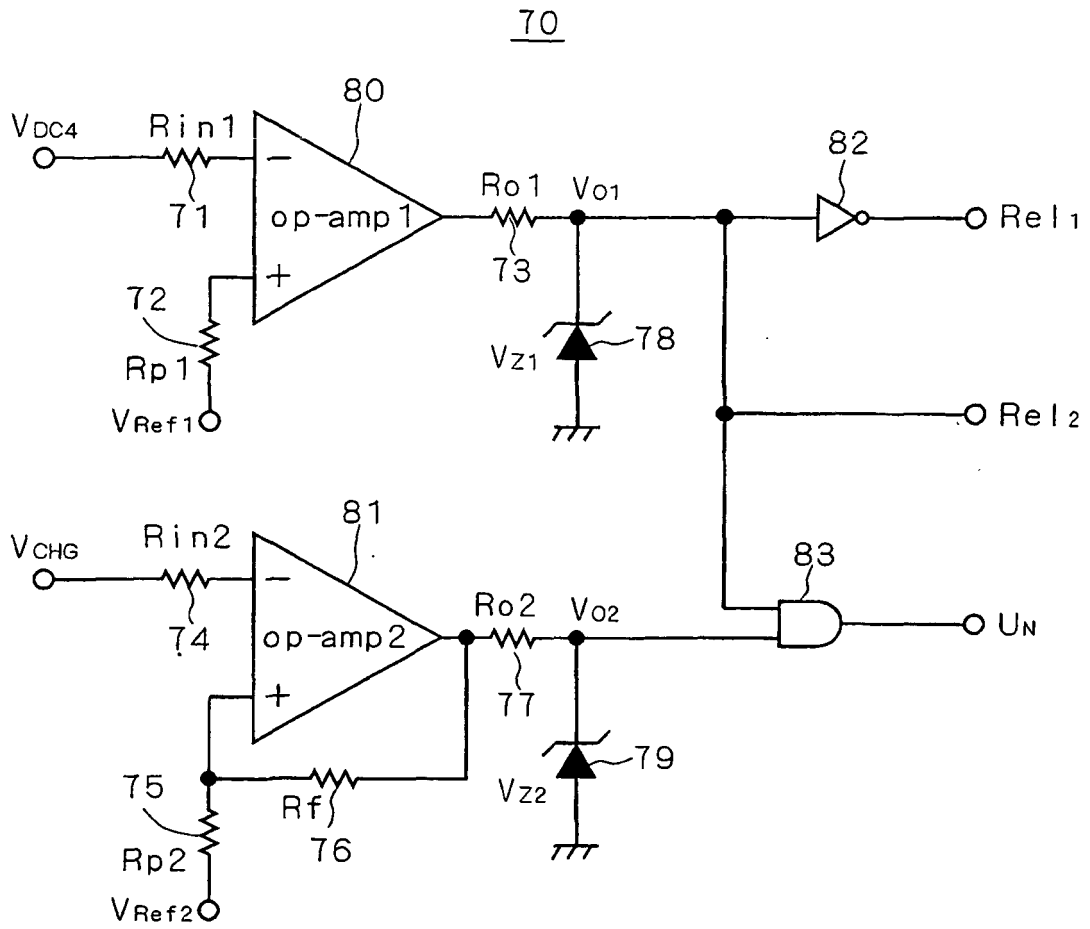 70
80
VDC4
Rin1
82
71
op-amp1
Ro1
VO1
Rel1
73
72
VZ1
78
Rp1
VRef1
Rel2
81
VCHG
Rin2
83
74
op-amp2
Ro2
VO2
UN
77
75
Rf
VZ2
79
76
Rp2
VRef2